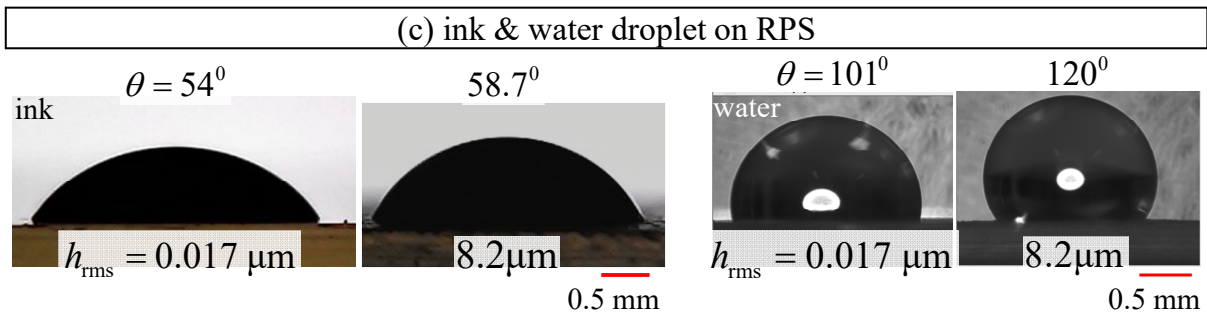 (c) ink & water droplet on RPS
θ = 54⁰
58.7⁰
θ = 101⁰
120⁰
ink
water
h_rms = 0.017 μm
8.2μm
h_rms = 0.017 μm
8.2μm
0.5 mm
0.5 mm